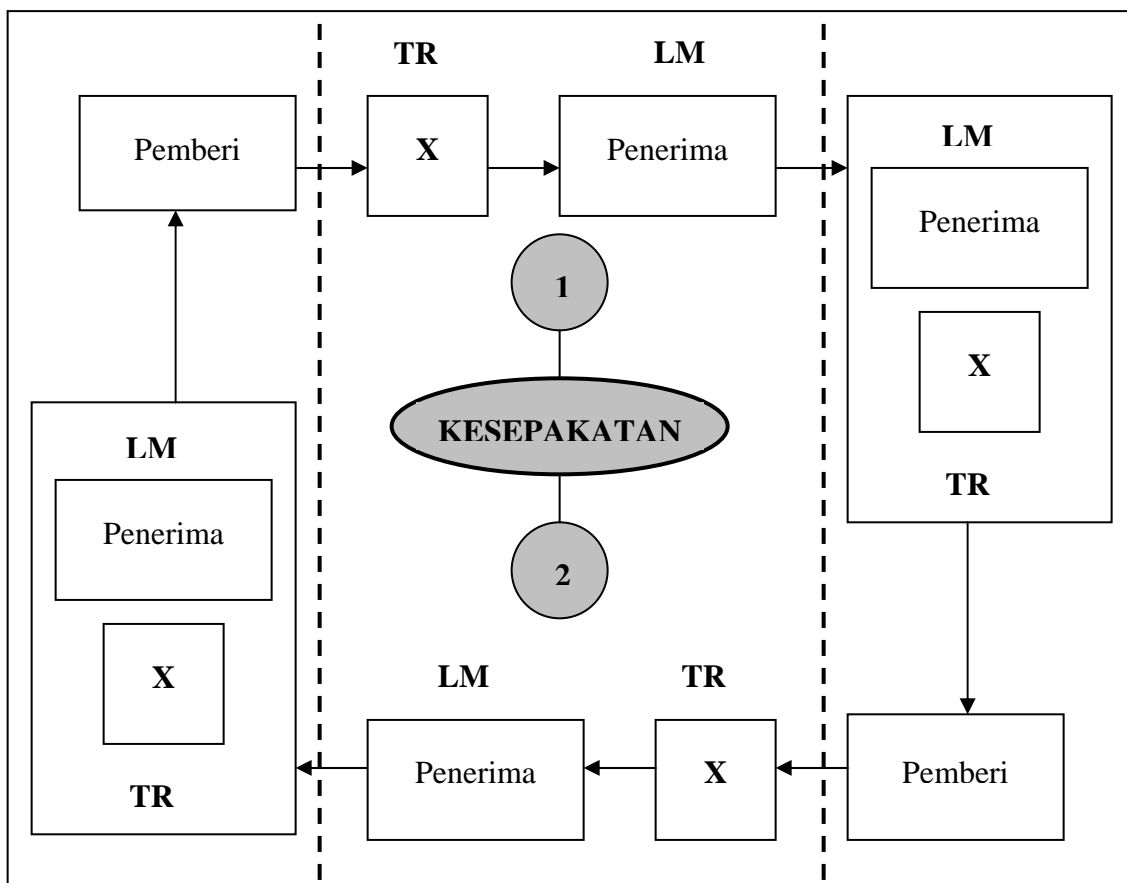 TR
LM
Pemberi
X
Penerima
LM
Penerima
X
TR
1
KESEPAKATAN
2
LM
Penerima
X
TR
LM
TR
Penerima
X
Pemberi